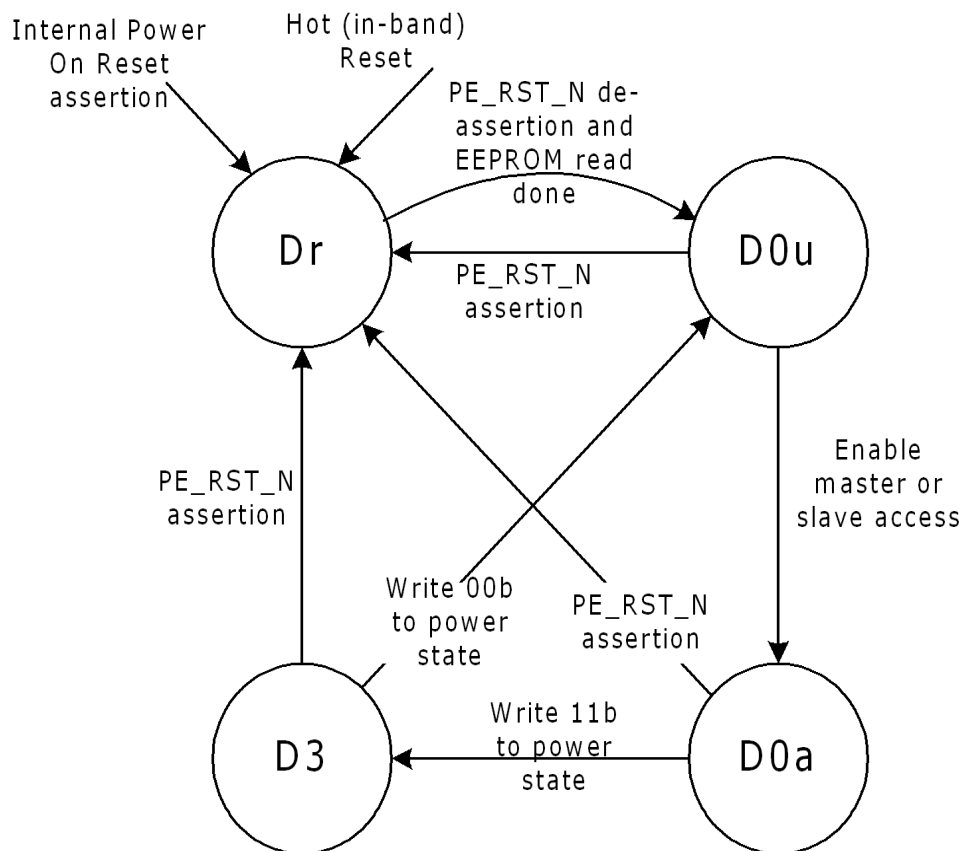 Internal Power
On Reset
assertion
Hot (in-band)
Reset
PE_RST_N de-
assertion and
EEPROM read
done
Dr
D0u
PE_RST_N
assertion
PE_RST_N
assertion
Enable
master or
slave access
Write 00b
to power
state
PE_RST_N
assertion
D3
Write 11b
to power
state
D0a